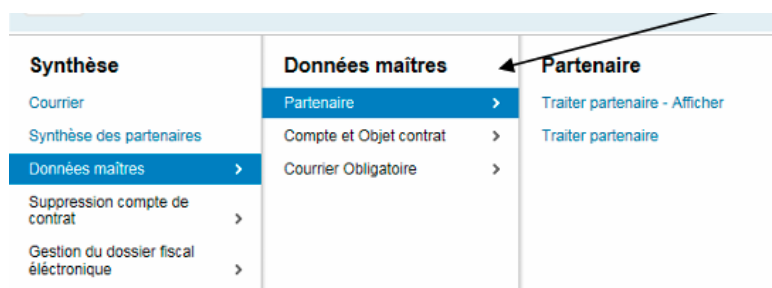 Synthèse
Courrier
Synthèse des partenaires
Données maîtres
Suppression compte de
contrat
Gestion du dossier fiscal
éléctronique
Données maîtres
Partenaire
Compte et Objet contrat
Courrier Obligatoire
Partenaire
Traiter partenaire - Afficher
Traiter partenaire